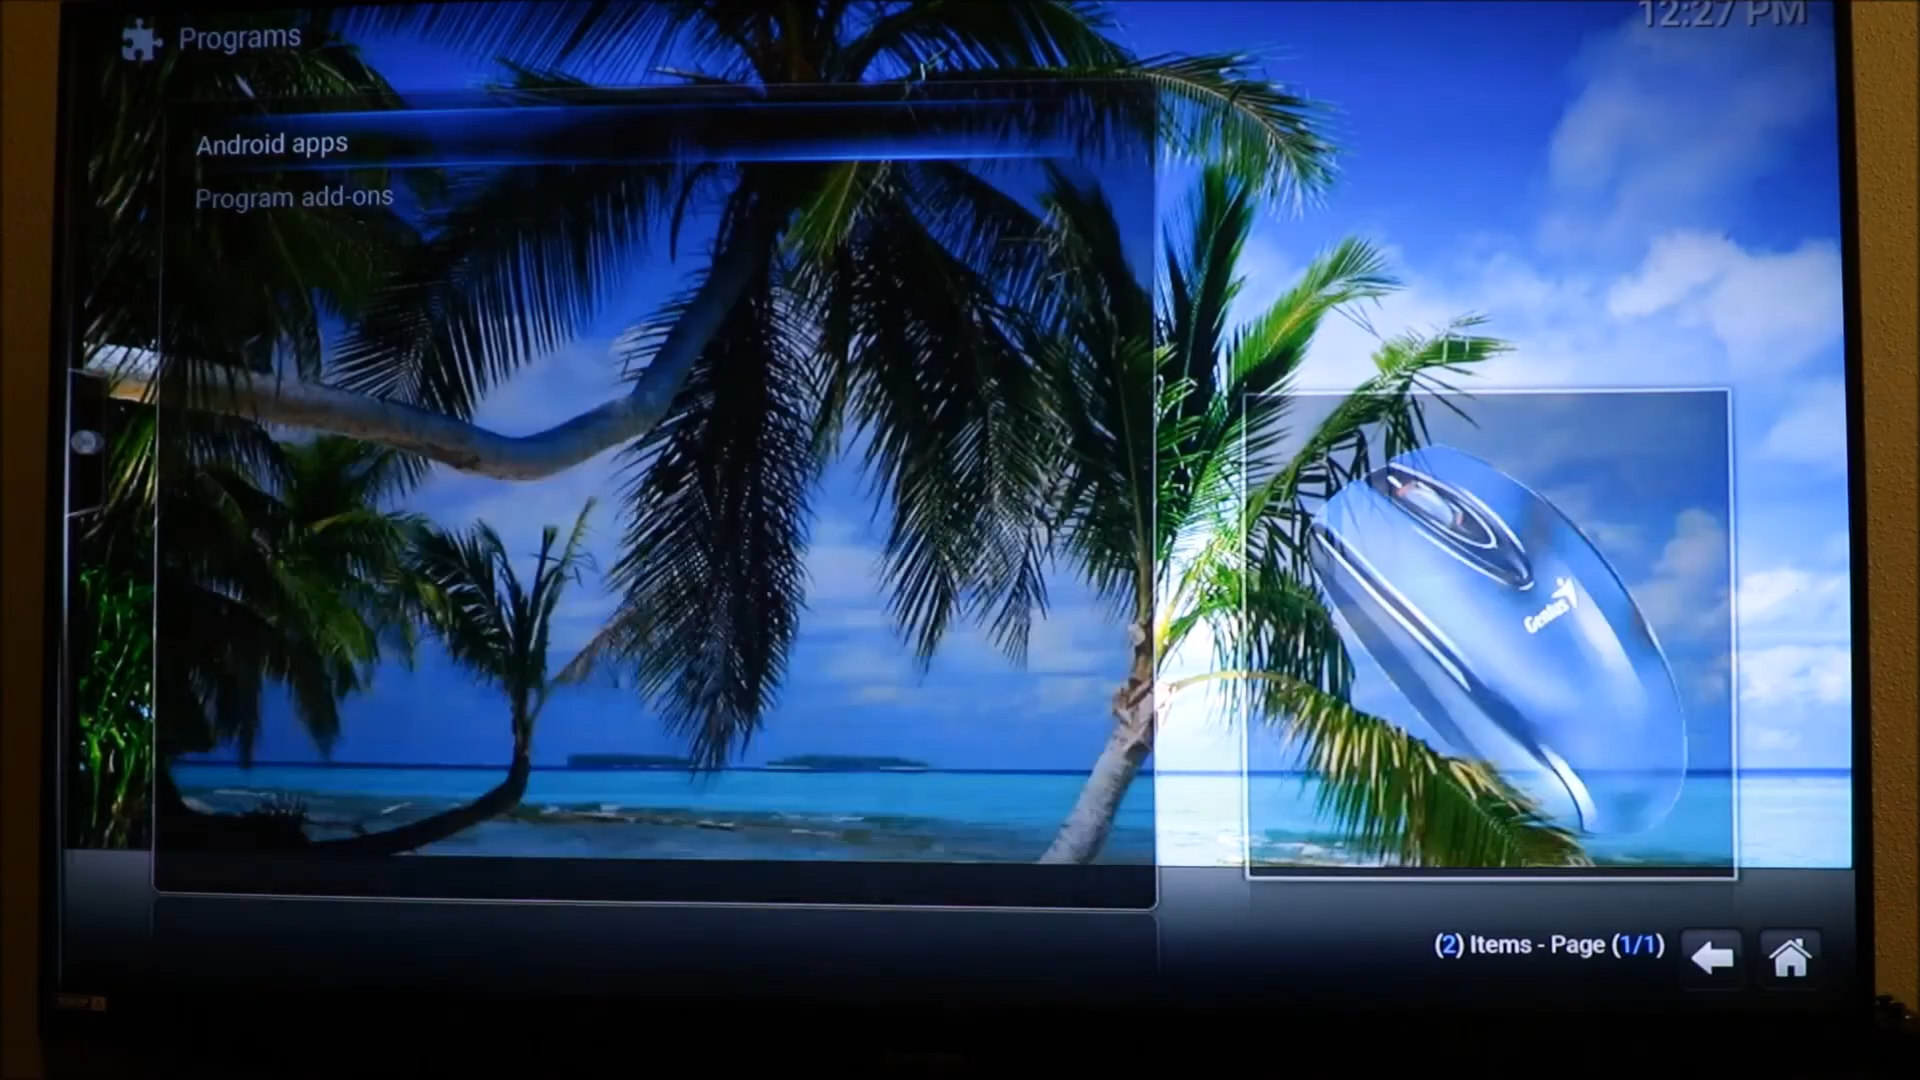 Programs
12:27 PM
Android apps
Program add-ons
Genius
(2) Items - Page (1/1)